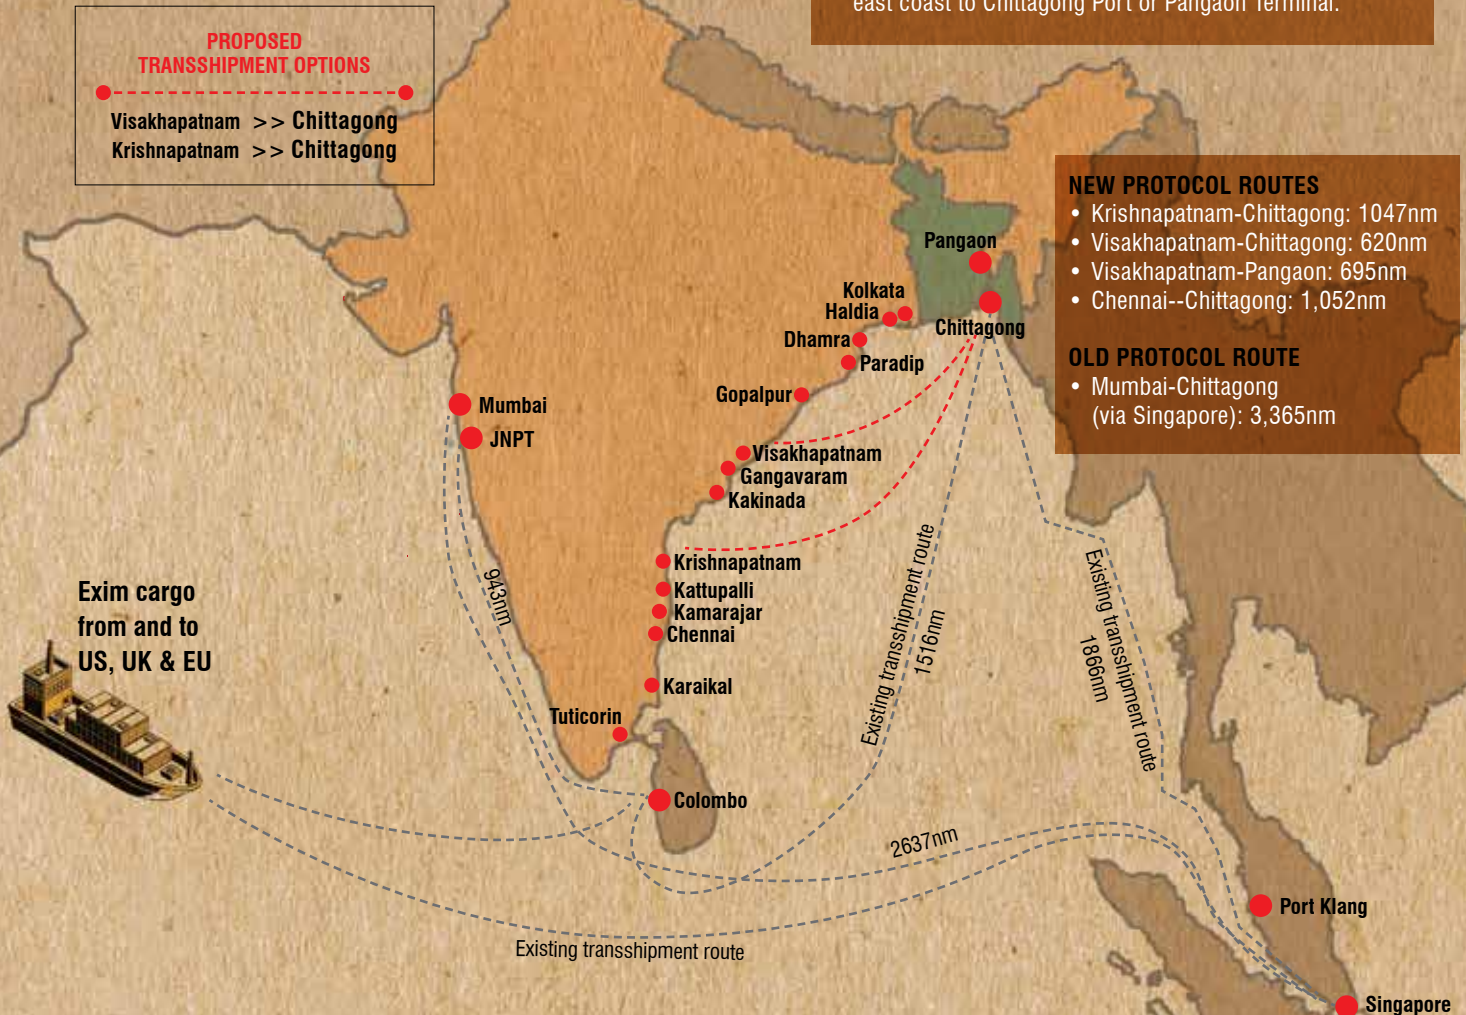 east coast to Chittagong Port or Pangaon Terminal.
PROPOSED
TRANSSHIPMENT OPTIONS
Visakhapatnam >> Chittagong
Krishnapatnam >> Chittagong
NEW PROTOCOL ROUTES
• Krishnapatnam-Chittagong: 1047nm
• Visakhapatnam-Chittagong: 620nm
• Visakhapatnam-Pangaon: 695nm
• Chennai--Chittagong: 1,052nm
OLD PROTOCOL ROUTE
• Mumbai-Chittagong
(via Singapore): 3,365nm
Pangaon
Kolkata
Haldia
Chittagong
Dhamra
Paradip
Gopalpur
Mumbai
JNPT
Visakhapatnam
Gangavaram
Kakinada
Krishnapatnam
Kattupalli
Kamarajar
Chennai
Karaikal
Tuticorin
Colombo
943nm
Exim cargo
from and to
US, UK & EU
Existing transshipment route
1516nm
Existing transshipment route
1866nm
2637nm
Existing transshipment route
Port Klang
Singapore